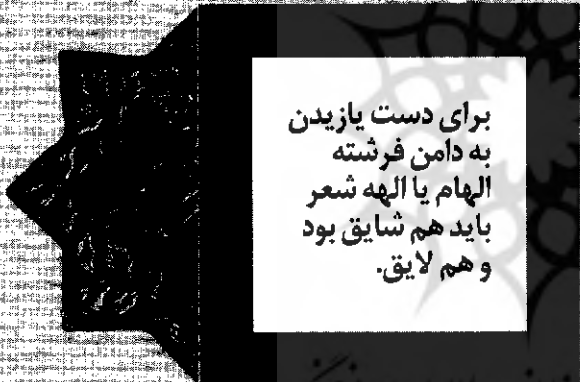 برای دست یازیدن
به دامن فرشته
الهام یا الهه شعر
باید هم شایق بود
و هم لایق.